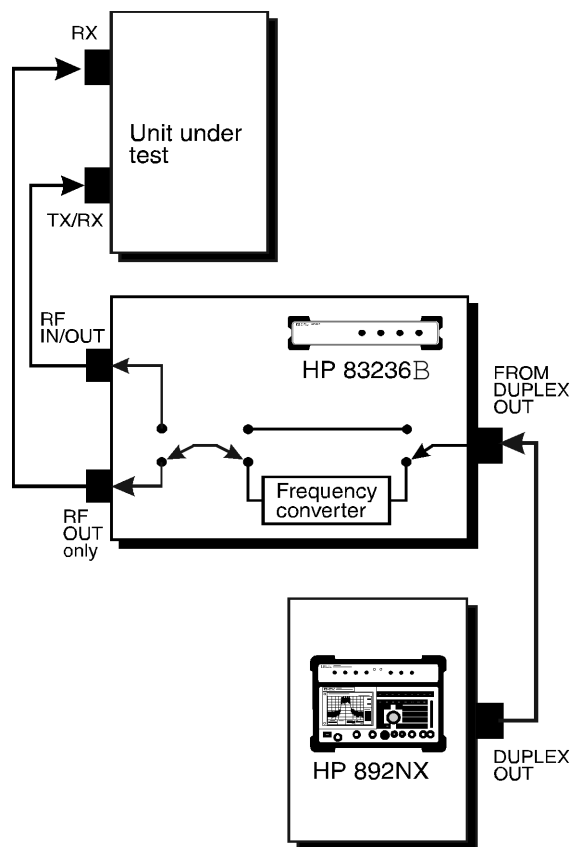 RX
Unit under
test
TX/RX
RF
IN/OUT
HP 83236B
FROM
DUPLEX
OUT
Frequency
converter
RF
OUT
only
HP 892NX
DUPLEX
OUT